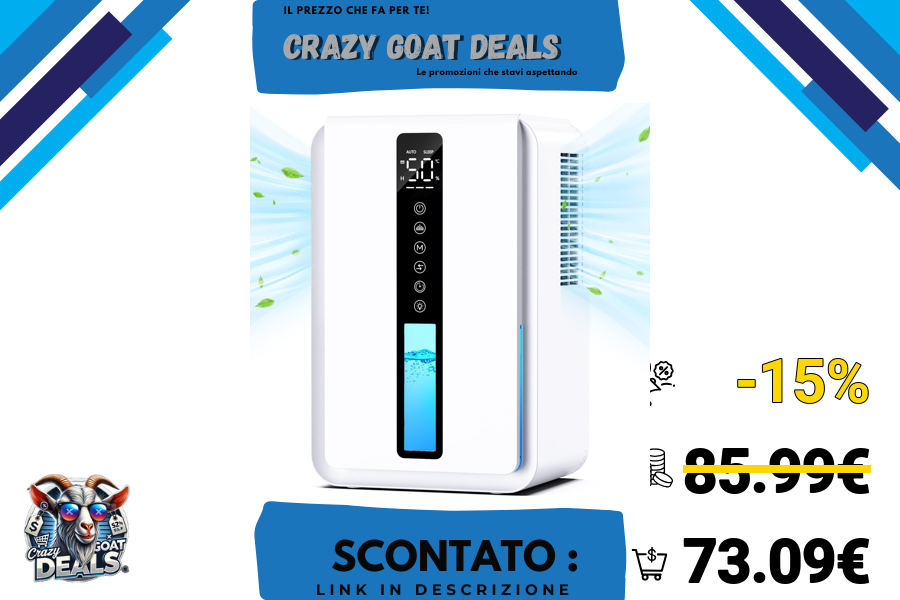 IL PREZZO CHE FA PER TE!
CRAZY GOAT DEALS
Le promozioni che stavi aspettando
AUTO SLEEP
50
°C
H
%
M
-15%
85.99€
73.09€
$
Crazy GOAT
DEALS
SCONTATO :
LINK IN DESCRIZIONE